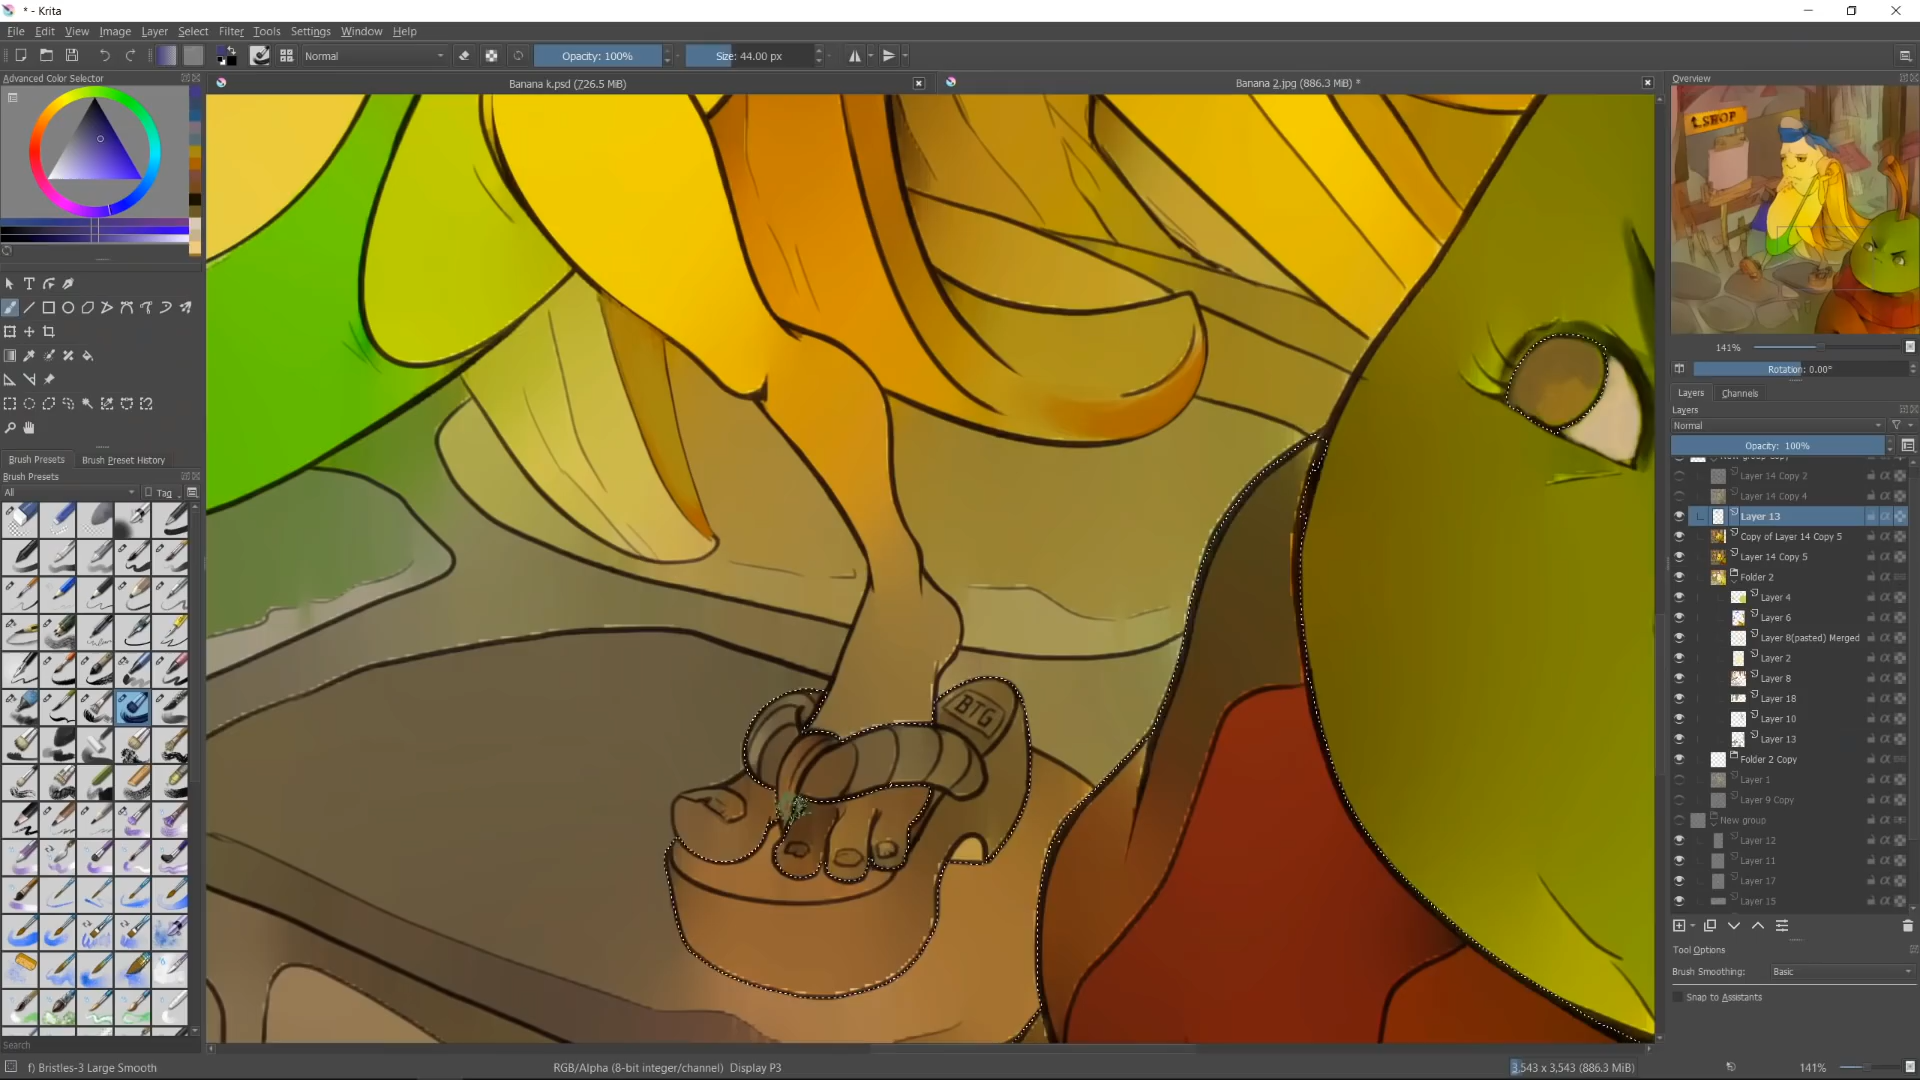 * - Krita
File Edit View Image Layer Select Filter Tools Settings Window Help
Normal Opacity: 100% Size: 44.00 px
Advanced Color Selector
Banana k.psd (726.5 MiB)
Banana 2.jpg (886.3 MiB) *
Overview
SHOP
141%
Rotation: 0.00°
Layers Channels
Layers
Normal
Opacity: 100%
Layer 14 Copy 2
Layer 14 Copy 4
Layer 13
Copy of Layer 14 Copy 5
Layer 14 Copy 5
Folder 2
Layer 4
Layer 6
Layer 8(pasted) Merged
Layer 2
Layer 8
Layer 18
Layer 10
Layer 13
Folder 2 Copy
Layer 1
Layer 9 Copy
New group
Layer 12
Layer 11
Layer 17
Layer 15
Tool Options
Brush Smoothing: Basic
Snap to Assistants
Brush Presets Brush Preset History
Brush Presets
All Tag
BTG
Search
f) Bristles-3 Large Smooth
RGB/Alpha (8-bit integer/channel) Display P3
3,543 x 3,543 (886.3 MiB)
141%